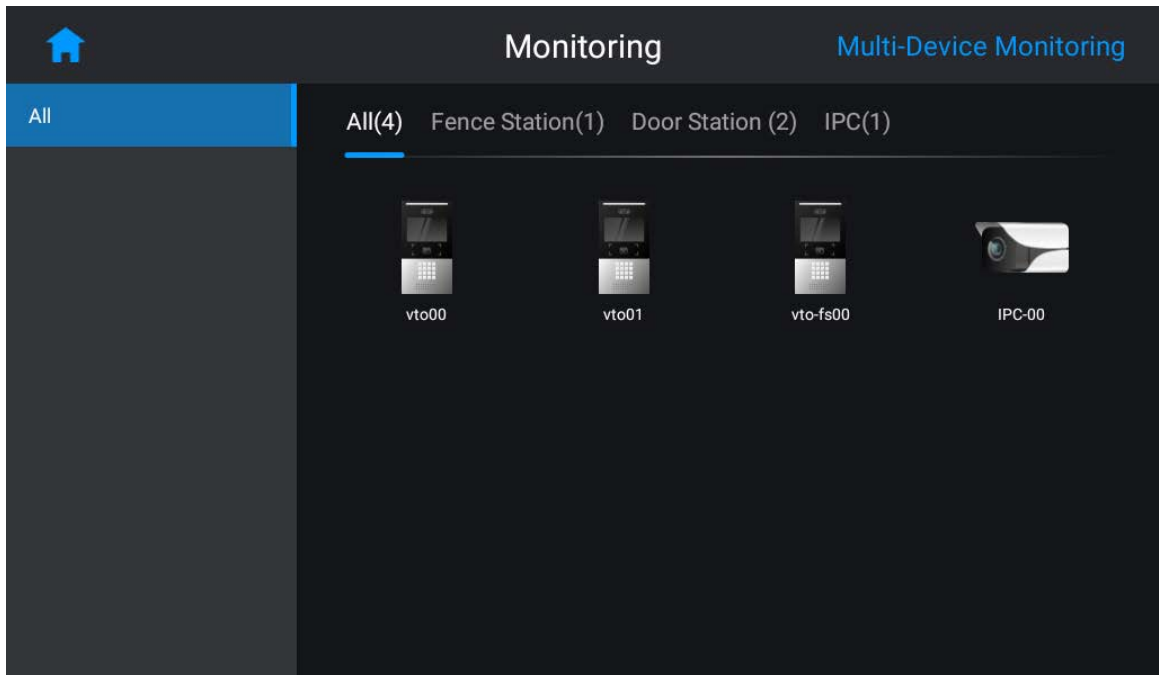 Monitoring
Multi-Device Monitoring
All
All(4) Fence Station(1) Door Station (2) IPC(1)
vto00 vto01 vto-fs00 IPC-00